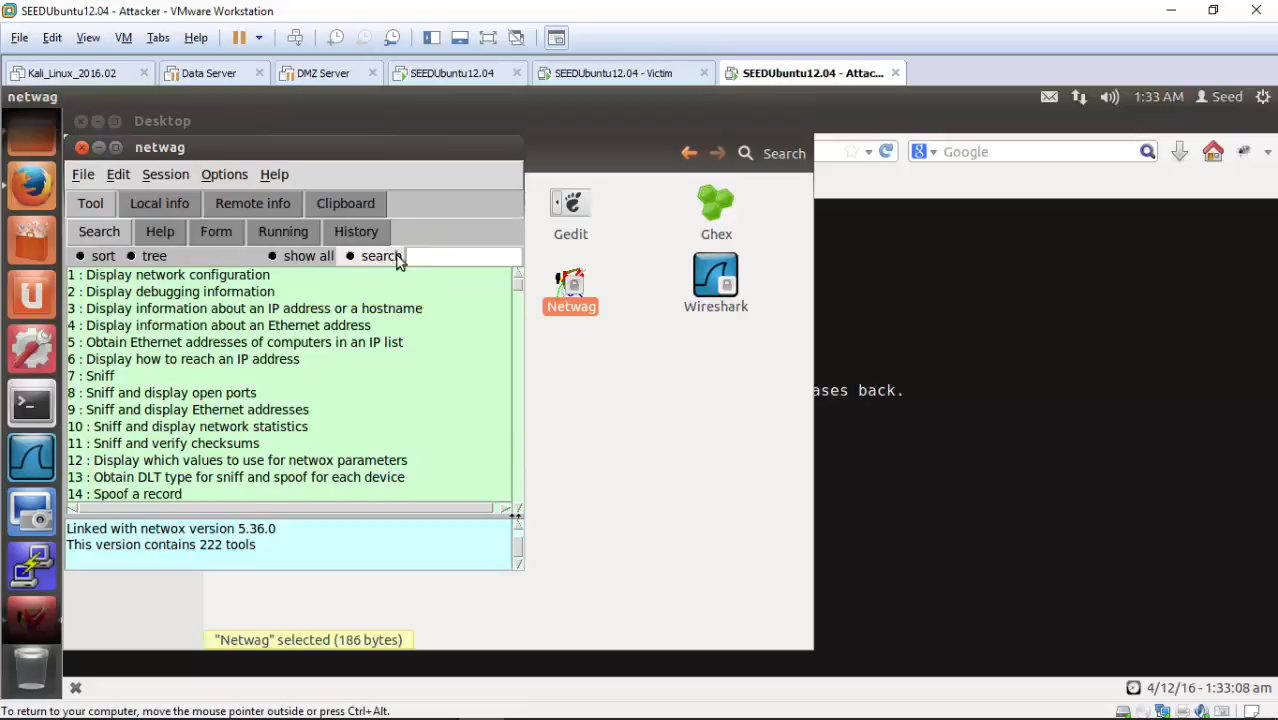 SEEDUbuntu12.04 - Attacker - VMware Workstation
File Edit View VM Tabs Help
Kali_Linux_2016.02 Data Server DMZ Server SEEDUbuntu12.04 SEEDUbuntu12.04 - Victim SEEDUbuntu12.04 - Attac...
netwag 1:33 AM Seed
Desktop
netwag
Search
Google
File Edit Session Options Help
Tool Local info Remote info Clipboard
Search Help Form Running History
sort tree show all search
1 : Display network configuration
2 : Display debugging information
3 : Display information about an IP address or a hostname
4 : Display information about an Ethernet address
5 : Obtain Ethernet addresses of computers in an IP list
6 : Display how to reach an IP address
7 : Sniff
8 : Sniff and display open ports
9 : Sniff and display Ethernet addresses
10 : Sniff and display network statistics
11 : Sniff and verify checksums
12 : Display which values to use for netwox parameters
13 : Obtain DLT type for sniff and spoof for each device
14 : Spoof a record
Linked with netwox version 5.36.0
This version contains 222 tools
Gedit Ghex
Netwag Wireshark
ases back.
"Netwag" selected (186 bytes)
4/12/16 - 1:33:08 am
To return to your computer, move the mouse pointer outside or press Ctrl+Alt.